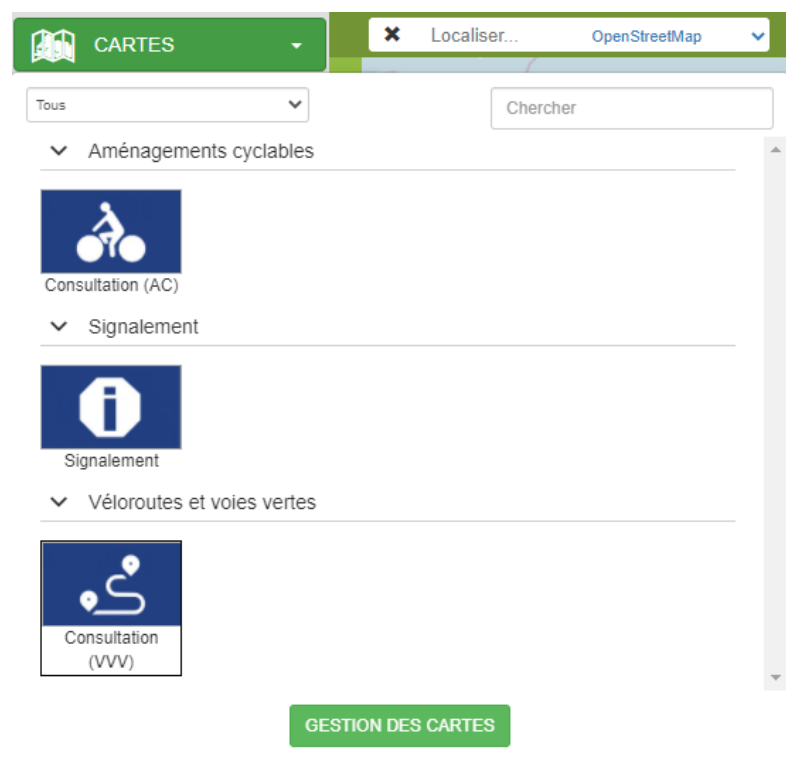 CARTES
Localiser...
OpenStreetMap
Tous
Chercher
Aménagements cyclables
Consultation (AC)
Signalement
Signalement
Véloroutes et voies vertes
Consultation
(VVV)
GESTION DES CARTES